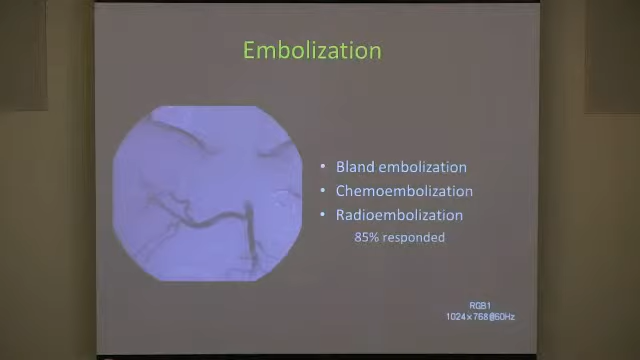 Embolization
• Bland embolization
• Chemoembolization
• Radioembolization
85% responded
RGB1
1024×768@60Hz